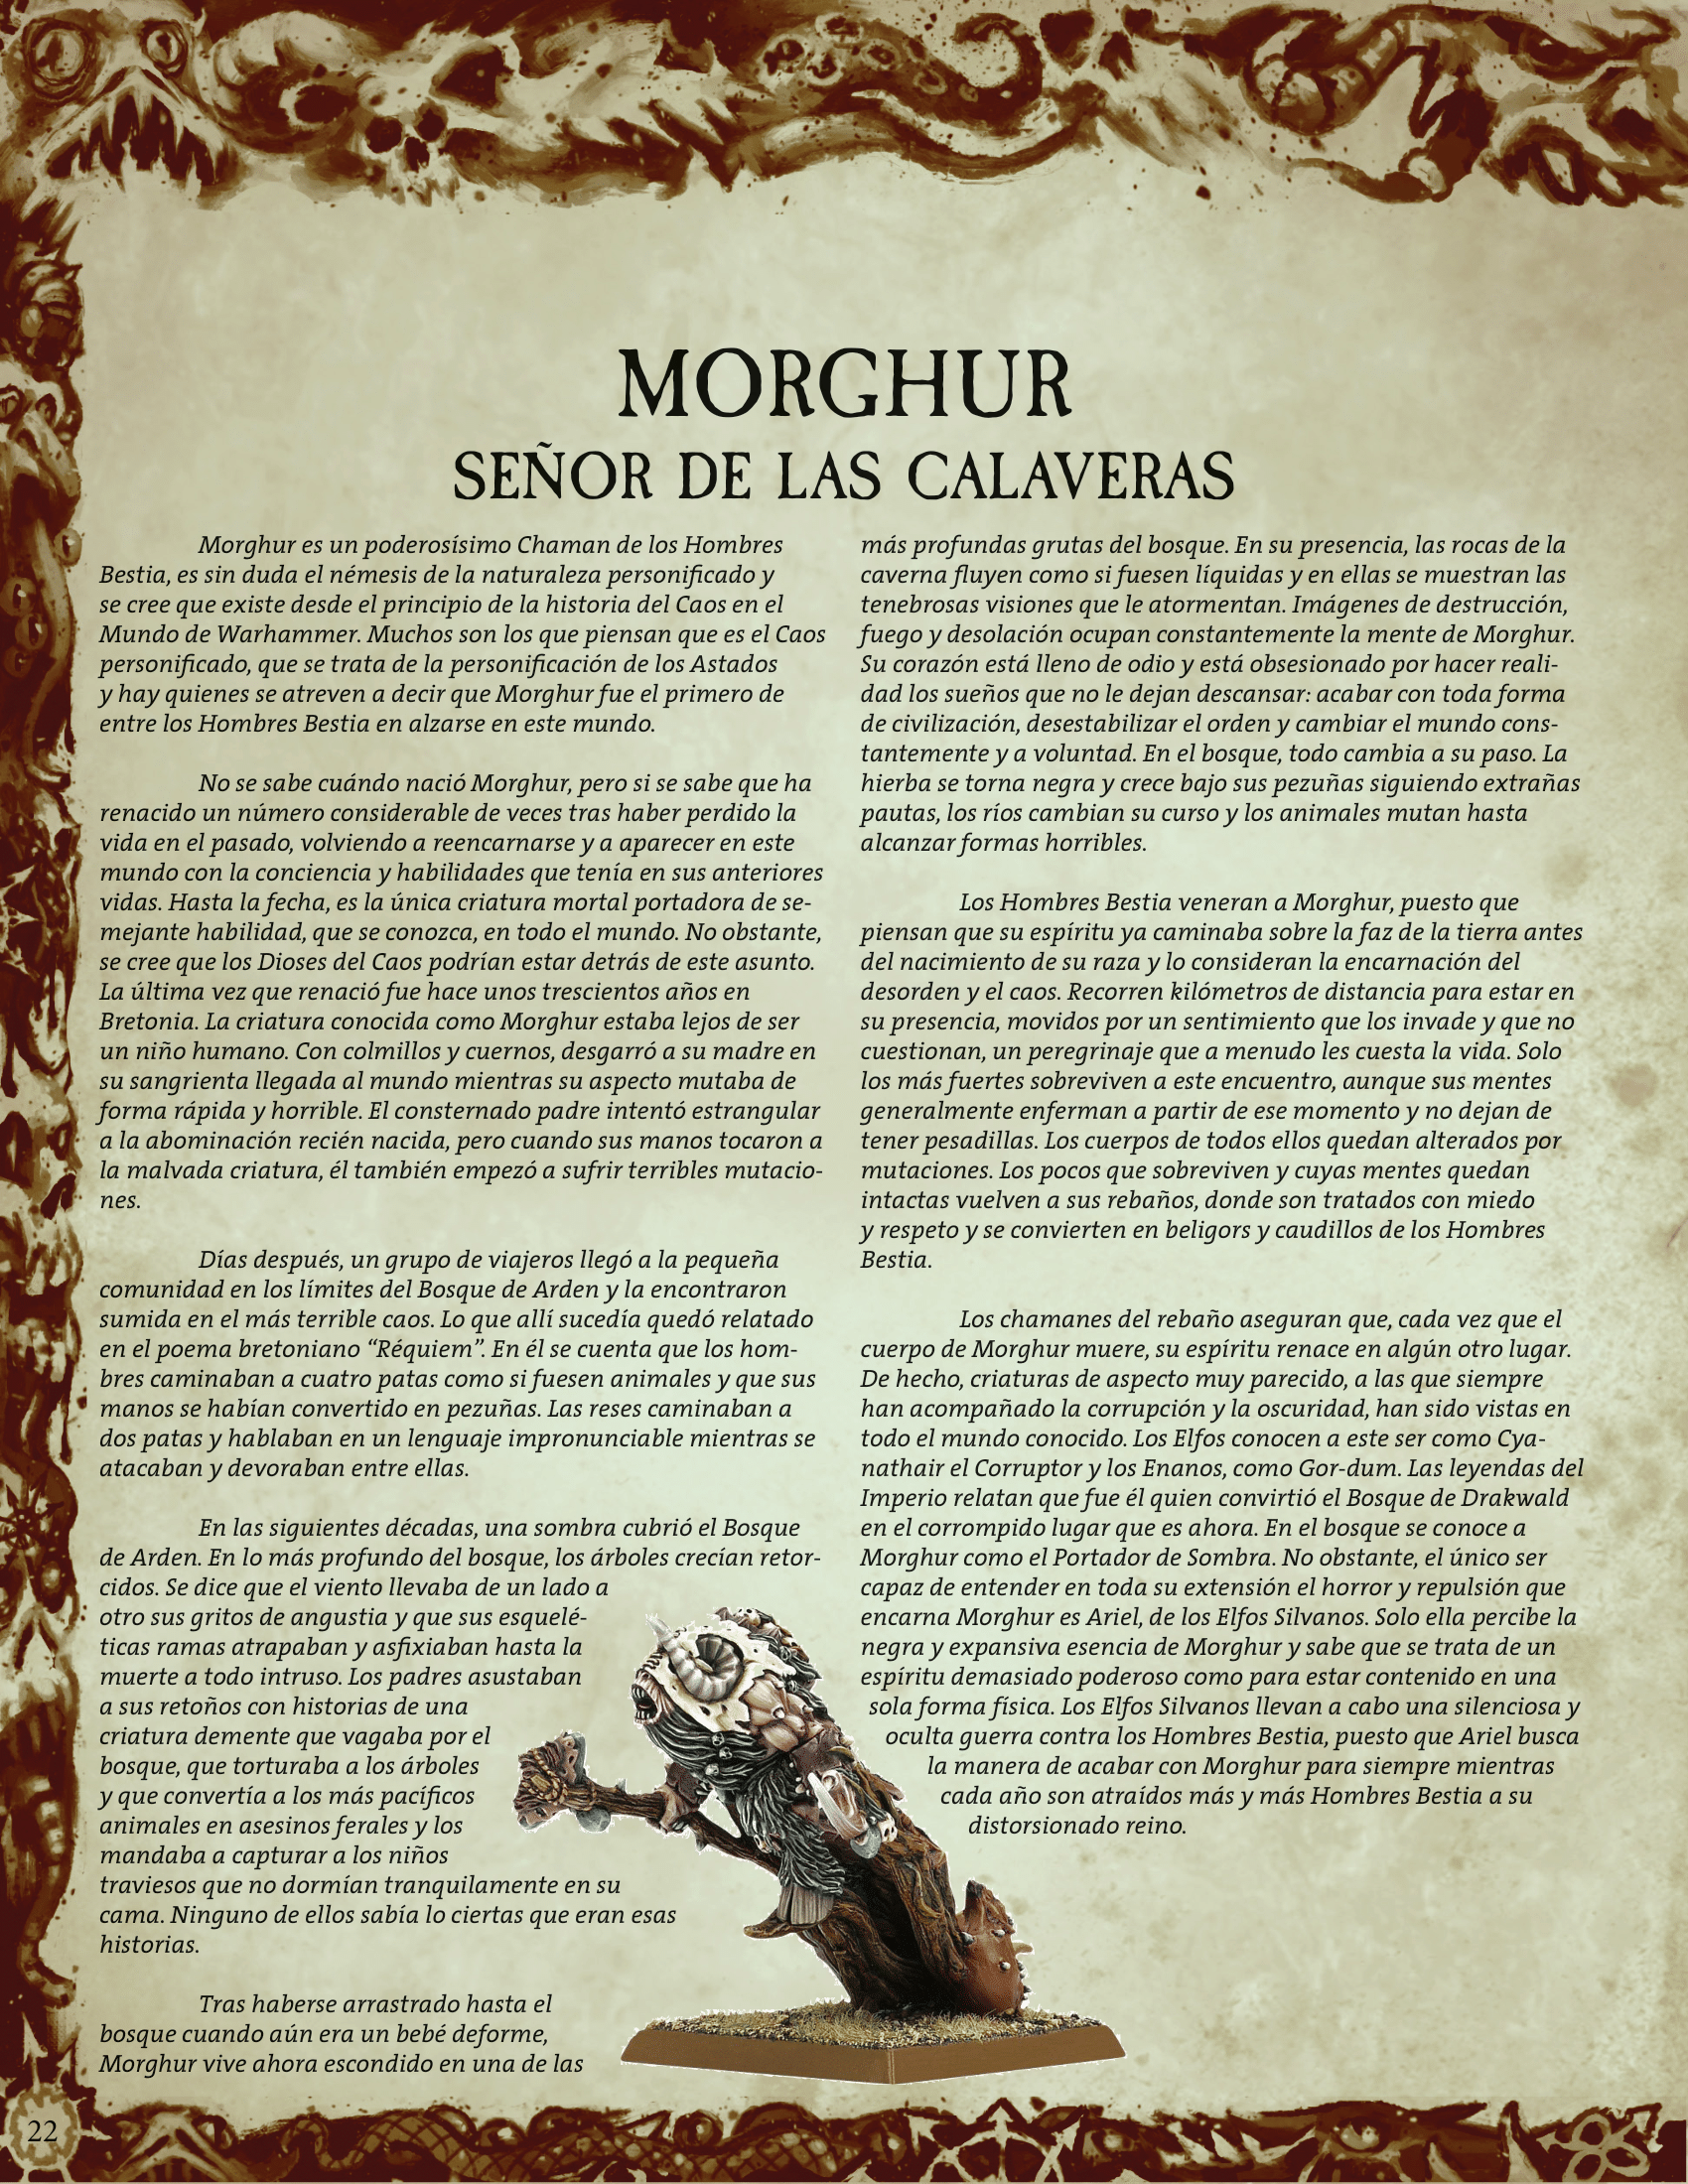 MORGHUR
SEÑOR DE LAS CALAVERAS
Morghur es un poderosísimo Chaman de los Hombres
Bestia, es sin duda el némesis de la naturaleza personificado y
se cree que existe desde el principio de la historia del Caos en el
Mundo de Warhammer. Muchos son los que piensan que es el Caos
personificado, que se trata de la personificación de los Astados
y hay quienes se atreven a decir que Morghur fue el primero de
entre los Hombres Bestia en alzarse en este mundo.
No se sabe cuándo nació Morghur, pero si se sabe que ha
renacido un número considerable de veces tras haber perdido la
vida en el pasado, volviendo a reencarnarse y a aparecer en este
mundo con la conciencia y habilidades que tenía en sus anteriores
vidas. Hasta la fecha, es la única criatura mortal portadora de se-
mejante habilidad, que se conozca, en todo el mundo. No obstante,
se cree que los Dioses del Caos podrían estar detrás de este asunto.
La última vez que renació fue hace unos trescientos años en
Bretonia. La criatura conocida como Morghur estaba lejos de ser
un niño humano. Con colmillos y cuernos, desgarró a su madre en
su sangrienta llegada al mundo mientras su aspecto mutaba de
forma rápida y horrible. El consternado padre intentó estrangular
a la abominación recién nacida, pero cuando sus manos tocaron a
la malvada criatura, él también empezó a sufrir terribles mutacio-
nes.
Días después, un grupo de viajeros llegó a la pequeña
comunidad en los límites del Bosque de Arden y la encontraron
sumida en el más terrible caos. Lo que allí sucedía quedó relatado
en el poema bretoniano “Réquiem”. En él se cuenta que los hom-
bres caminaban a cuatro patas como si fuesen animales y que sus
manos se habían convertido en pezuñas. Las reses caminaban a
dos patas y hablaban en un lenguaje impronunciable mientras se
atacaban y devoraban entre ellas.
En las siguientes décadas, una sombra cubrió el Bosque
de Arden. En lo más profundo del bosque, los árboles crecían retor-
cidos. Se dice que el viento llevaba de un lado a
otro sus gritos de angustia y que sus esquelé-
ticas ramas atrapaban y asfixiaban hasta la
muerte a todo intruso. Los padres asustaban
a sus retoños con historias de una
criatura demente que vagaba por el
bosque, que torturaba a los árboles
y que convertía a los más pacíficos
animales en asesinos ferales y los
mandaba a capturar a los niños
traviesos que no dormían tranquilamente en su
cama. Ninguno de ellos sabía lo ciertas que eran esas
historias.
Tras haberse arrastrado hasta el
bosque cuando aún era un bebé deforme,
Morghur vive ahora escondido en una de las
más profundas grutas del bosque. En su presencia, las rocas de la
caverna fluyen como si fuesen líquidas y en ellas se muestran las
tenebrosas visiones que le atormentan. Imágenes de destrucción,
fuego y desolación ocupan constantemente la mente de Morghur.
Su corazón está lleno de odio y está obsesionado por hacer reali-
dad los sueños que no le dejan descansar: acabar con toda forma
de civilización, desestabilizar el orden y cambiar el mundo cons-
tantemente y a voluntad. En el bosque, todo cambia a su paso. La
hierba se torna negra y crece bajo sus pezuñas siguiendo extrañas
pautas, los ríos cambian su curso y los animales mutan hasta
alcanzar formas horribles.
Los Hombres Bestia veneran a Morghur, puesto que
piensan que su espíritu ya caminaba sobre la faz de la tierra antes
del nacimiento de su raza y lo consideran la encarnación del
desorden y el caos. Recorren kilómetros de distancia para estar en
su presencia, movidos por un sentimiento que los invade y que no
cuestionan, un peregrinaje que a menudo les cuesta la vida. Solo
los más fuertes sobreviven a este encuentro, aunque sus mentes
generalmente enferman a partir de ese momento y no dejan de
tener pesadillas. Los cuerpos de todos ellos quedan alterados por
mutaciones. Los pocos que sobreviven y cuyas mentes quedan
intactas vuelven a sus rebaños, donde son tratados con miedo
y respeto y se convierten en beligors y caudillos de los Hombres
Bestia.
Los chamanes del rebaño aseguran que, cada vez que el
cuerpo de Morghur muere, su espíritu renace en algún otro lugar.
De hecho, criaturas de aspecto muy parecido, a las que siempre
han acompañado la corrupción y la oscuridad, han sido vistas en
todo el mundo conocido. Los Elfos conocen a este ser como Cya-
nathair el Corruptor y los Enanos, como Gor-dum. Las leyendas del
Imperio relatan que fue él quien convirtió el Bosque de Drakwald
en el corrompido lugar que es ahora. En el bosque se conoce a
Morghur como el Portador de Sombra. No obstante, el único ser
capaz de entender en toda su extensión el horror y repulsión que
encarna Morghur es Ariel, de los Elfos Silvanos. Solo ella percibe la
negra y expansiva esencia de Morghur y sabe que se trata de un
espíritu demasiado poderoso como para estar contenido en una
sola forma física. Los Elfos Silvanos llevan a cabo una silenciosa y
oculta guerra contra los Hombres Bestia, puesto que Ariel busca
la manera de acabar con Morghur para siempre mientras
cada año son atraídos más y más Hombres Bestia a su
distorsionado reino.
22